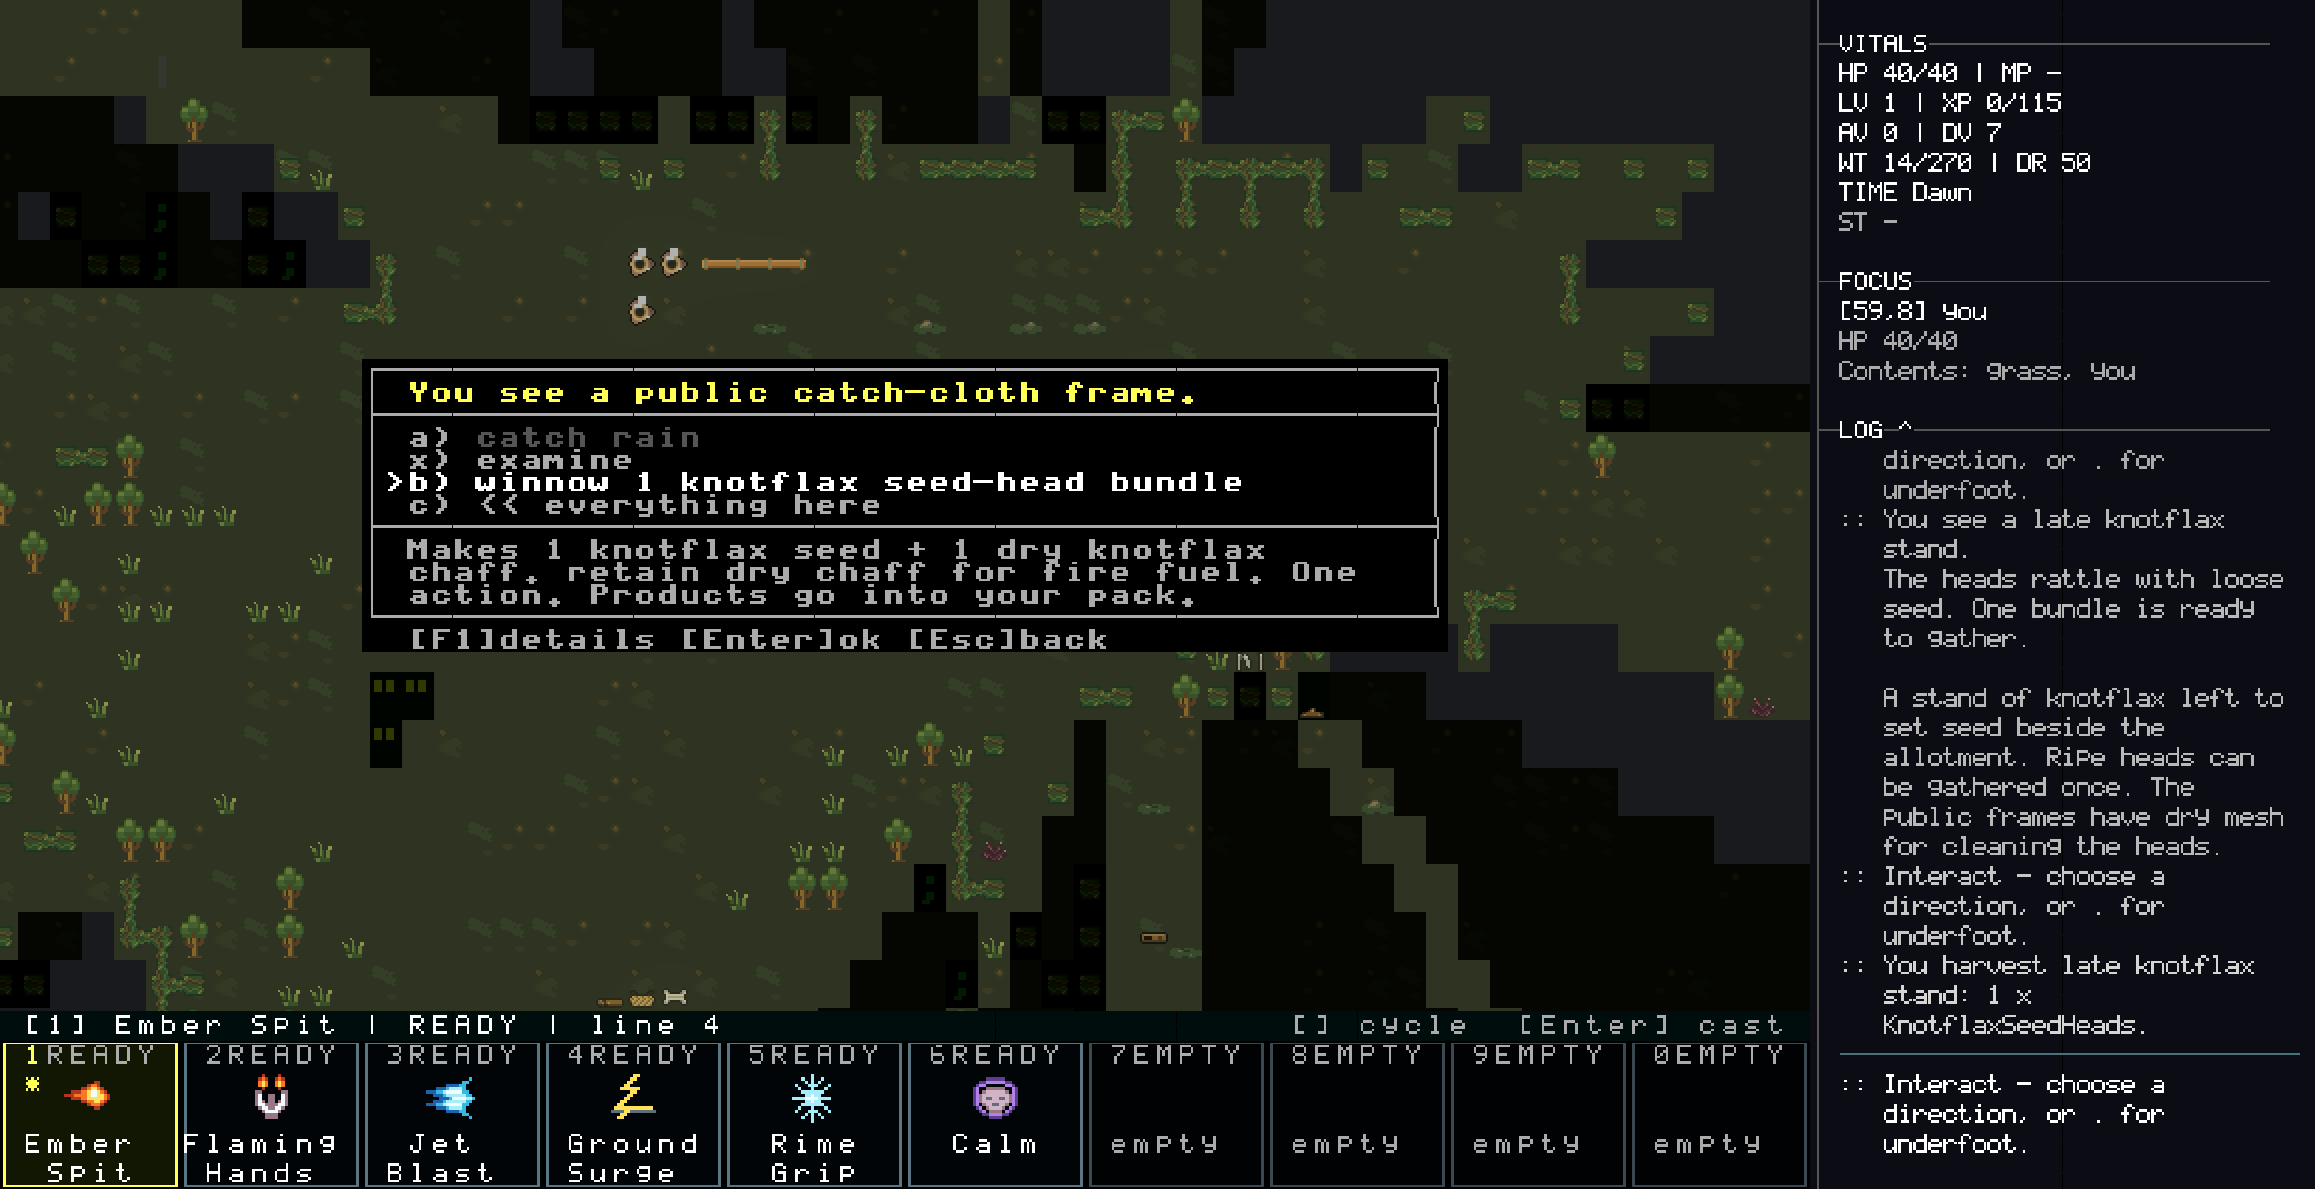 VITALS
HP 40/40 | MP -
LV 1 | XP 0/115
AV 0 | DV 7
WT 14/270 | DR 50
TIME Dawn
ST -
FOCUS
[59,8] You
HP 40/40
Contents: grass, You
LOG ^
direction, or . for
underfoot.
:: You see a late knotflax
stand.
The heads rattle with loose
seed. One bundle is ready
to gather.
A stand of knotflax left to
set seed beside the
allotment. Ripe heads can
be gathered once. The
public frames have dry mesh
for cleaning the heads.
:: Interact - choose a
direction, or . for
underfoot.
:: You harvest late knotflax
stand: 1 x
KnotflaxSeedHeads.
:: Interact - choose a
direction, or . for
underfoot.
You see a public catch-cloth frame.
a) catch rain
x) examine
>b) winnow 1 knotflax seed-head bundle
c) << everything here
Makes 1 knotflax seed + 1 dry knotflax
chaff. retain dry chaff for fire fuel. One
action. Products go into your pack.
[F1]details [Enter]ok [Esc]back
[1] Ember Spit | READY | line 4
[] cycle [Enter] cast
1READY
* Ember
Spit
2READY
Flaming
Hands
3READY
Jet
Blast
4READY
Ground
Surge
5READY
Rime
Grip
6READY
Calm
7EMPTY
empty
8EMPTY
empty
9EMPTY
empty
0EMPTY
empty